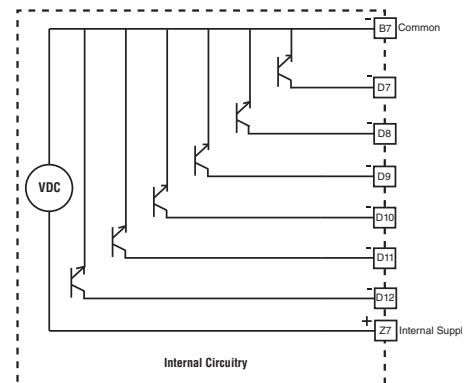 B7 Common
D7
D8
D9
VDC
D10
D11
D12
Z7 Internal Suppl
Internal Circuitry